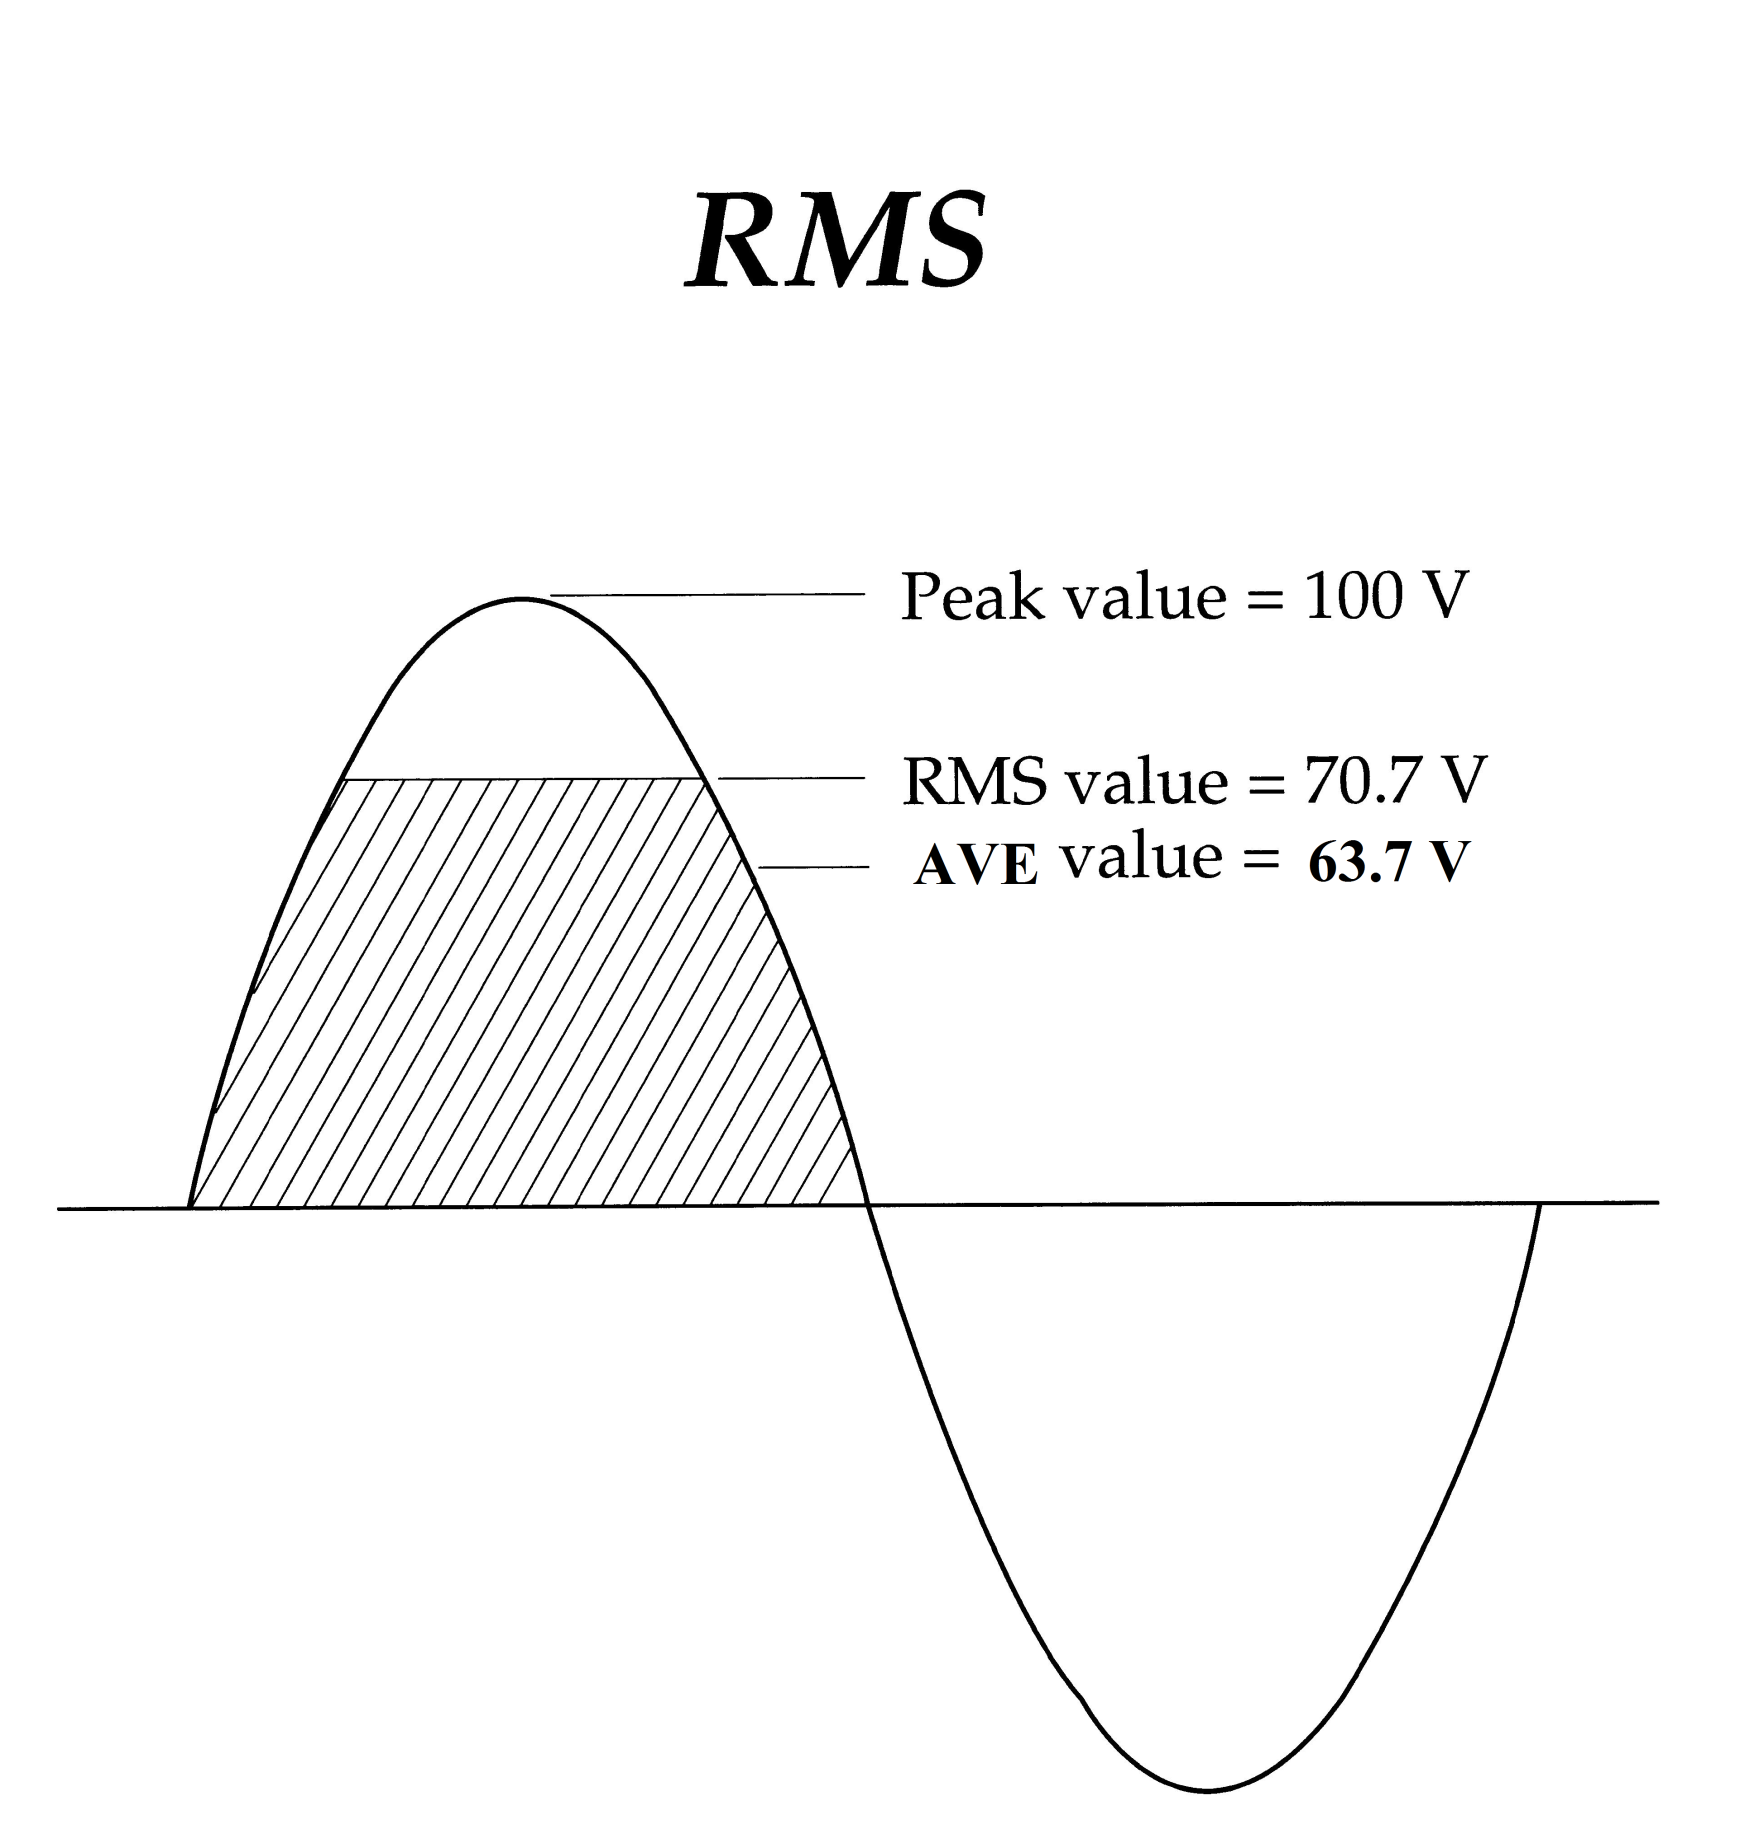 RMS
Peak value = 100 V
RMS value = 70.7 V
AVE value = 63.7 V